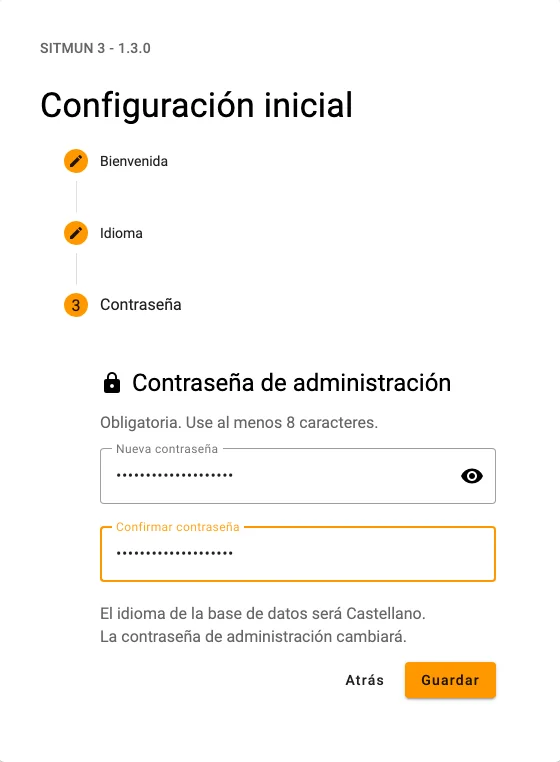 SITMUN 3 - 1.3.0
Configuración inicial
Bienvenida
Idioma
3 Contraseña
Contraseña de administración
Obligatoria. Use al menos 8 caracteres.
Nueva contraseña
••••••••••••••••••••
Confirmar contraseña
••••••••••••••••••••
El idioma de la base de datos será Castellano.
La contraseña de administración cambiará.
Atrás Guardar